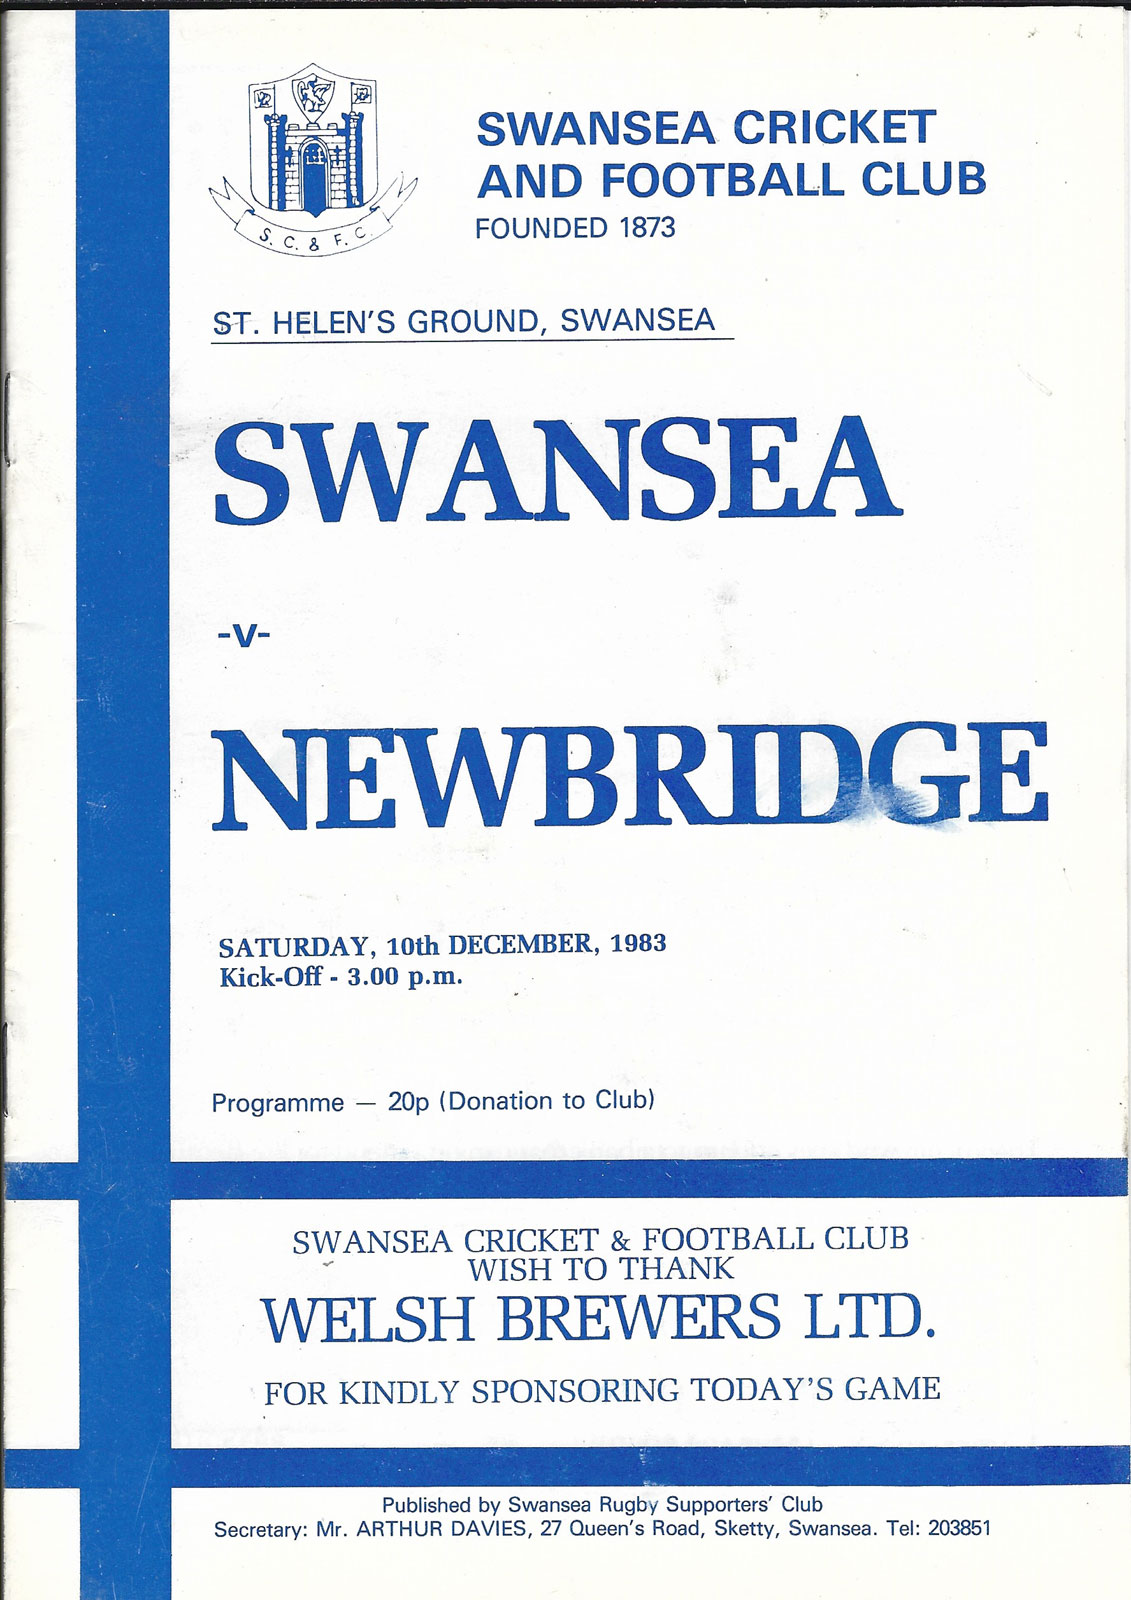 S. C. & F. C.
SWANSEA CRICKET
AND FOOTBALL CLUB
FOUNDED 1873
ST. HELEN'S GROUND, SWANSEA
SWANSEA
-v-
NEWBRIDGE
SATURDAY, 10th DECEMBER, 1983
Kick-Off - 3.00 p.m.
Programme — 20p (Donation to Club)
SWANSEA CRICKET & FOOTBALL CLUB
WISH TO THANK
WELSH BREWERS LTD.
FOR KINDLY SPONSORING TODAY'S GAME
Published by Swansea Rugby Supporters' Club
Secretary: Mr. ARTHUR DAVIES, 27 Queen's Road, Sketty, Swansea. Tel: 203851